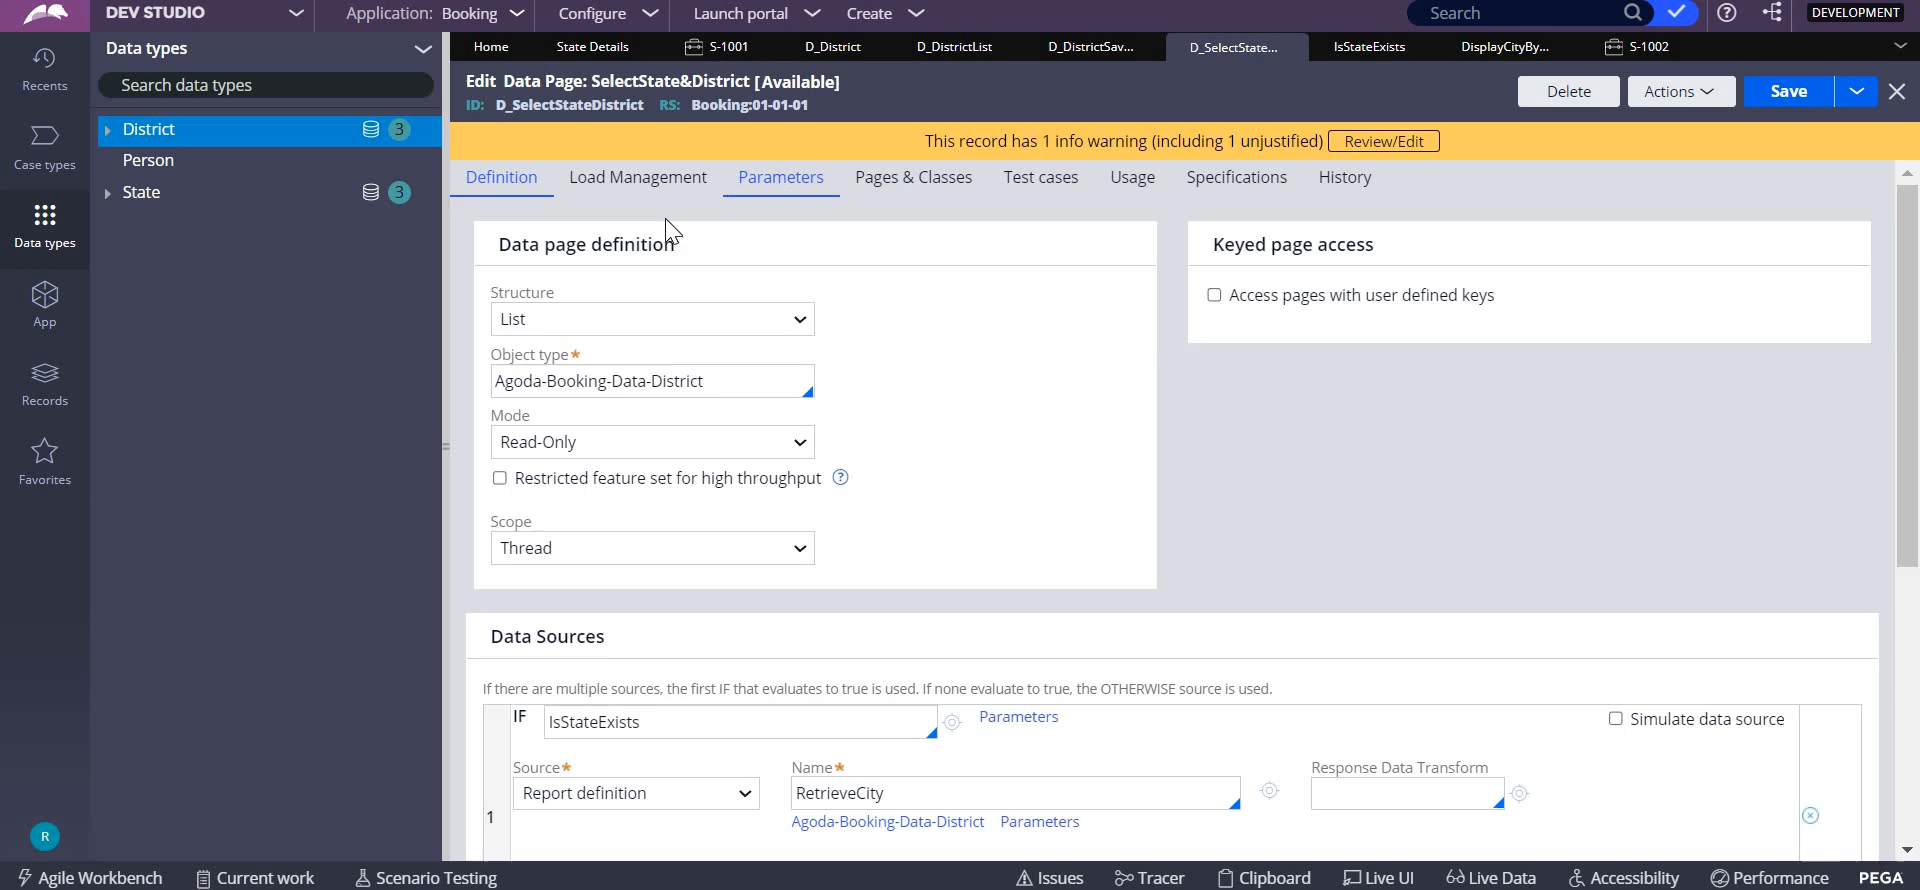 DEV STUDIO
Application: Booking
Configure
Launch portal
Create
Search
DEVELOPMENT
Recents
Case types
Data types
App
Records
Favorites
R
Data types
Search data types
District 3
Person
State 3
Home
State Details
S-1001
D_District
D_DistrictList
D_DistrictSav...
D_SelectState...
IsStateExists
DisplayCityBy...
S-1002
Edit Data Page: SelectState&District [Available]
ID: D_SelectStateDistrict RS: Booking:01-01-01
Delete
Actions
Save
This record has 1 info warning (including 1 unjustified) Review/Edit
Definition
Load Management
Parameters
Pages & Classes
Test cases
Usage
Specifications
History
Data page definition
Structure
List
Object type*
Agoda-Booking-Data-District
Mode
Read-Only
Restricted feature set for high throughput ?
Scope
Thread
Keyed page access
Access pages with user defined keys
Data Sources
If there are multiple sources, the first IF that evaluates to true is used. If none evaluate to true, the OTHERWISE source is used.
IF IsStateExists Parameters
Simulate data source
Source*
Report definition
Name*
RetrieveCity
Agoda-Booking-Data-District Parameters
Response Data Transform
1
Agile Workbench
Current work
Scenario Testing
Issues
Tracer
Clipboard
Live UI
Live Data
Accessibility
Performance
PEGA